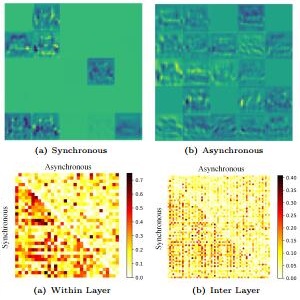 (a) Synchronous
(b) Asynchronous
Asynchronous
Synchronous
0.7
0.6
0.5
0.4
0.3
0.2
0.1
0.0
(a) Within Layer
Asynchronous
Synchronous
0.40
0.35
0.30
0.25
0.20
0.15
0.10
0.05
0.00
(b) Inter Layer